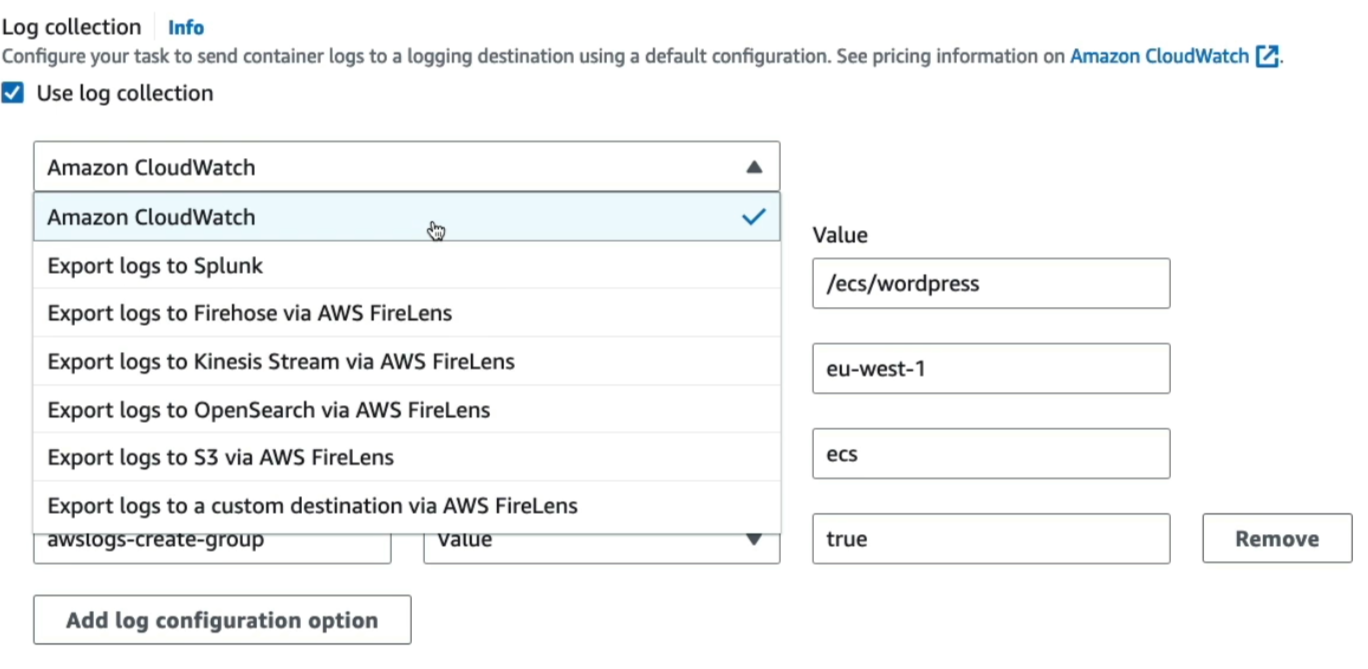 Log collection Info
Configure your task to send container logs to a logging destination using a default configuration. See pricing information on Amazon CloudWatch.
Use log collection
Amazon CloudWatch
Amazon CloudWatch
Export logs to Splunk
Export logs to Firehose via AWS FireLens
Export logs to Kinesis Stream via AWS FireLens
Export logs to OpenSearch via AWS FireLens
Export logs to S3 via AWS FireLens
Export logs to a custom destination via AWS FireLens
Value
/ecs/wordpress
eu-west-1
ecs
awslogs-create-group Value true Remove
Add log configuration option